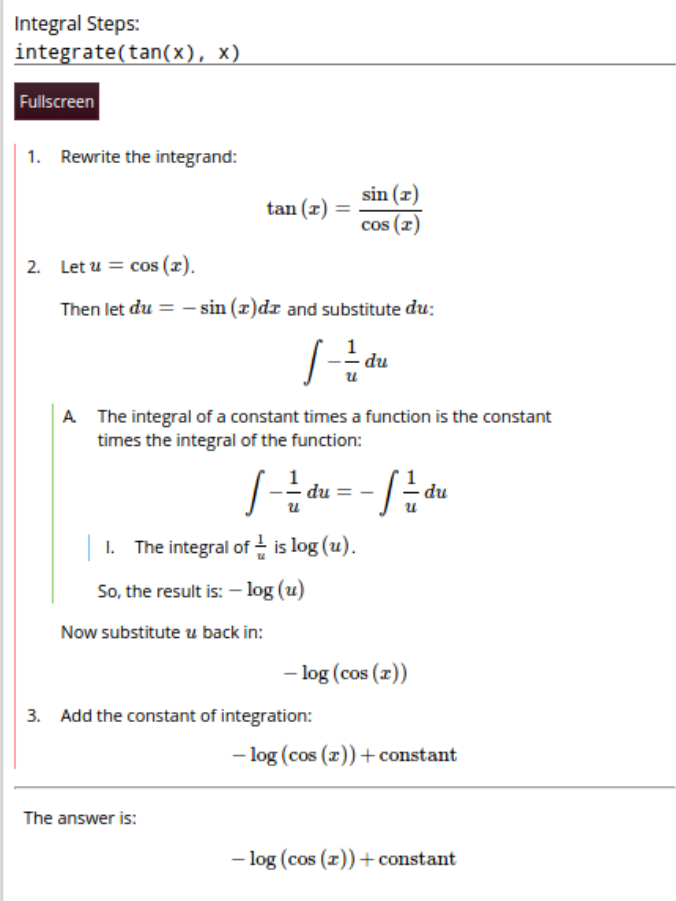 Integral Steps:
integrate(tan(x), x)
Fullscreen
1. Rewrite the integrand:
tan (x) = sin (x) / cos (x)
2. Let u = cos (x).
Then let du = − sin (x)dx and substitute du:
∫ − 1/u du
A. The integral of a constant times a function is the constant
times the integral of the function:
∫ − 1/u du = − ∫ 1/u du
I. The integral of 1/u is log (u).
So, the result is: − log (u)
Now substitute u back in:
− log (cos (x))
3. Add the constant of integration:
− log (cos (x)) + constant
The answer is:
− log (cos (x)) + constant